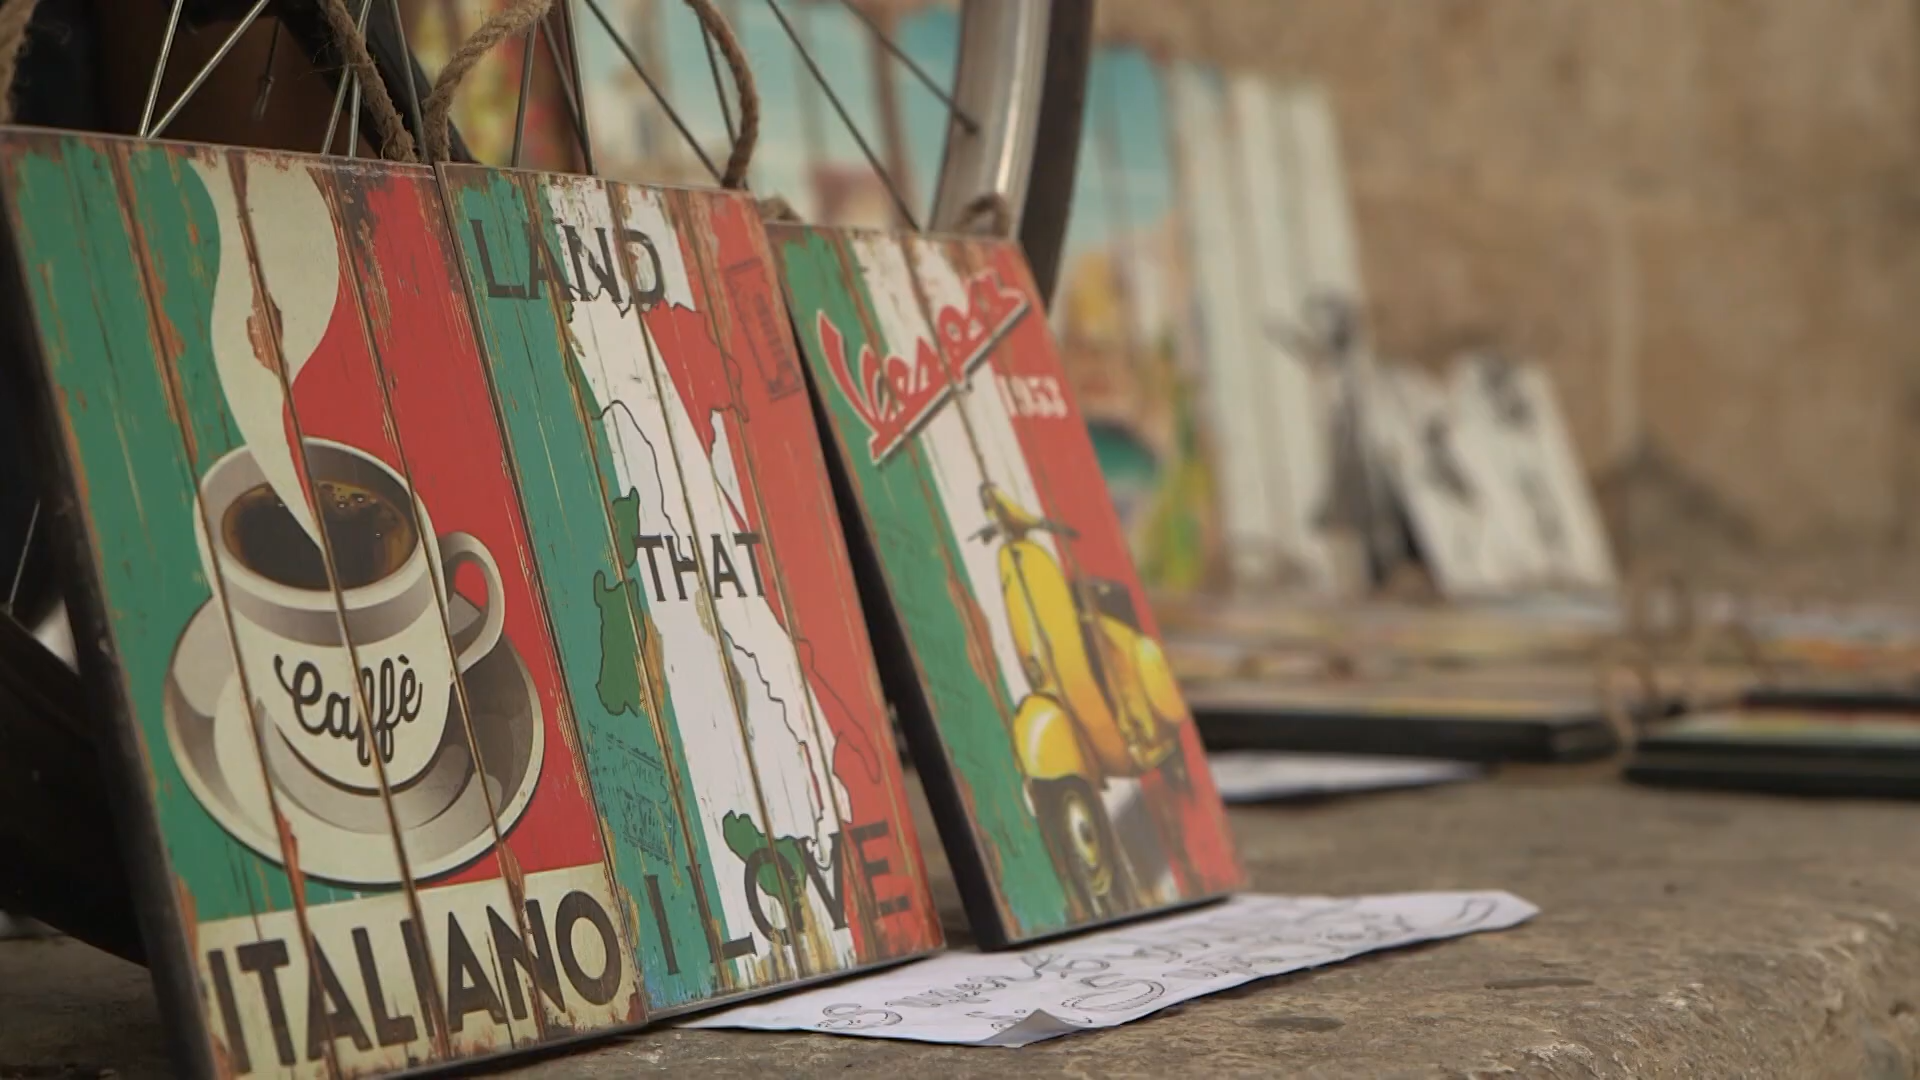 Caffè
ITALIANO
LAND
THAT
I LOVE
Vespa
1953